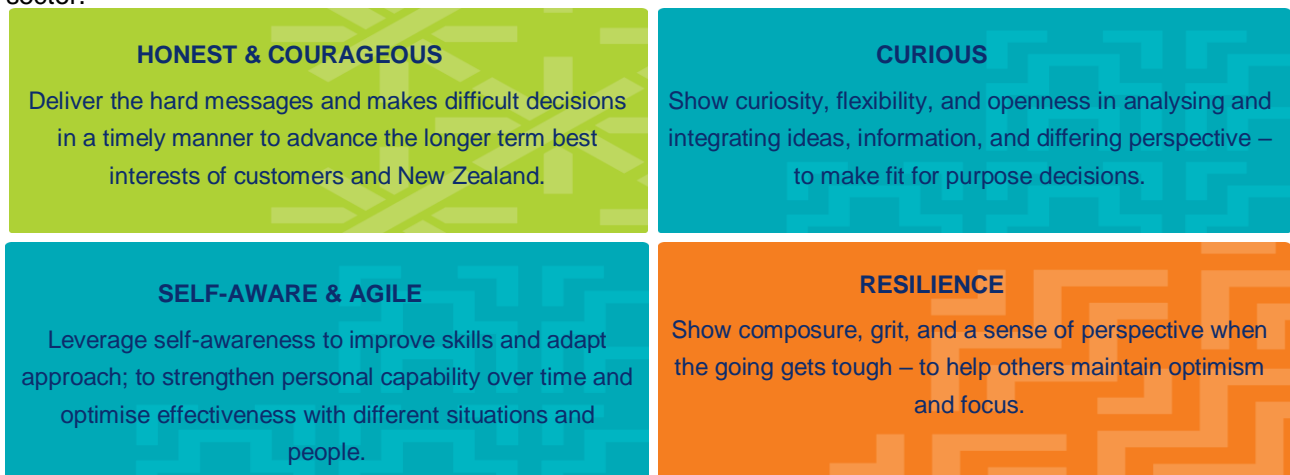 sector.
HONEST & COURAGEOUS
Deliver the hard messages and makes difficult decisions
in a timely manner to advance the longer term best
interests of customers and New Zealand.
CURIOUS
Show curiosity, flexibility, and openness in analysing and
integrating ideas, information, and differing perspective –
to make fit for purpose decisions.
SELF-AWARE & AGILE
Leverage self-awareness to improve skills and adapt
approach; to strengthen personal capability over time and
optimise effectiveness with different situations and
people.
RESILIENCE
Show composure, grit, and a sense of perspective when
the going gets tough – to help others maintain optimism
and focus.